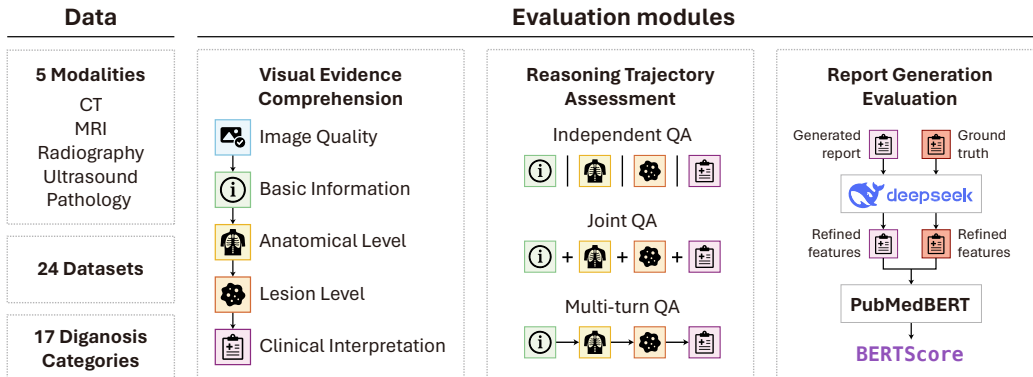 Data
5 Modalities
CT
MRI
Radiography
Ultrasound
Pathology
24 Datasets
17 Diganosis
Categories
Evaluation modules
Visual Evidence
Comprehension
Image Quality
Basic Information
Anatomical Level
Lesion Level
Clinical Interpretation
Reasoning Trajectory
Assessment
Independent QA
Joint QA
Multi-turn QA
Report Generation
Evaluation
Generated
report
Ground
truth
deepseek
Refined
features
Refined
features
PubMedBERT
BERTScore